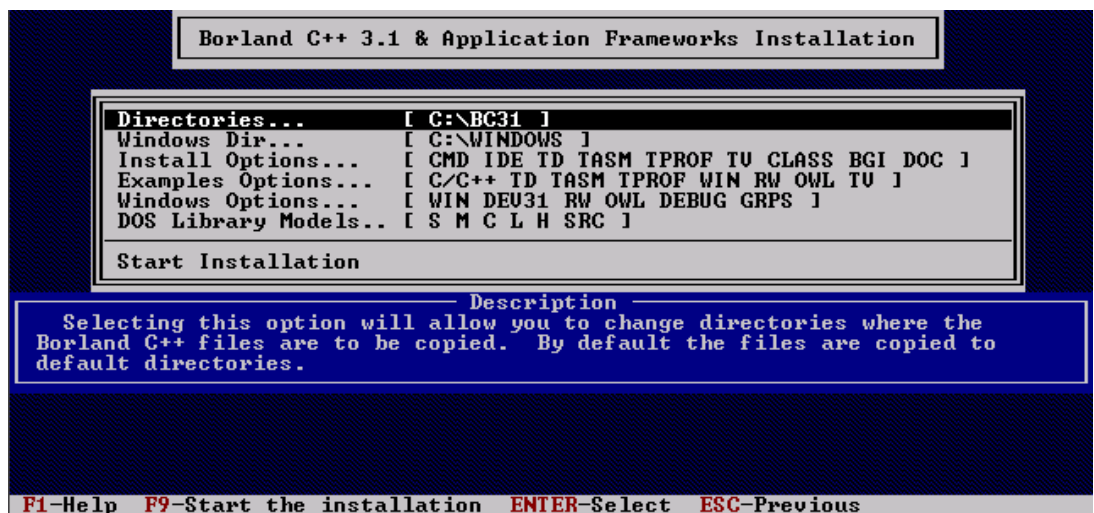 Borland C++ 3.1 & Application Frameworks Installation
Directories... [ C:\BC31 ]
Windows Dir... [ C:\WINDOWS ]
Install Options... [ CMD IDE TD TASM TPROF TV CLASS BGI DOC ]
Examples Options... [ C/C++ TD TASM TPROF WIN RW OWL TV ]
Windows Options... [ WIN DEV31 RW OWL DEBUG GRPS ]
DOS Library Models.. [ S M C L H SRC ]
Start Installation
Description
Selecting this option will allow you to change directories where the
Borland C++ files are to be copied.  By default the files are copied to
default directories.
F1-Help  F9-Start the installation  ENTER-Select  ESC-Previous